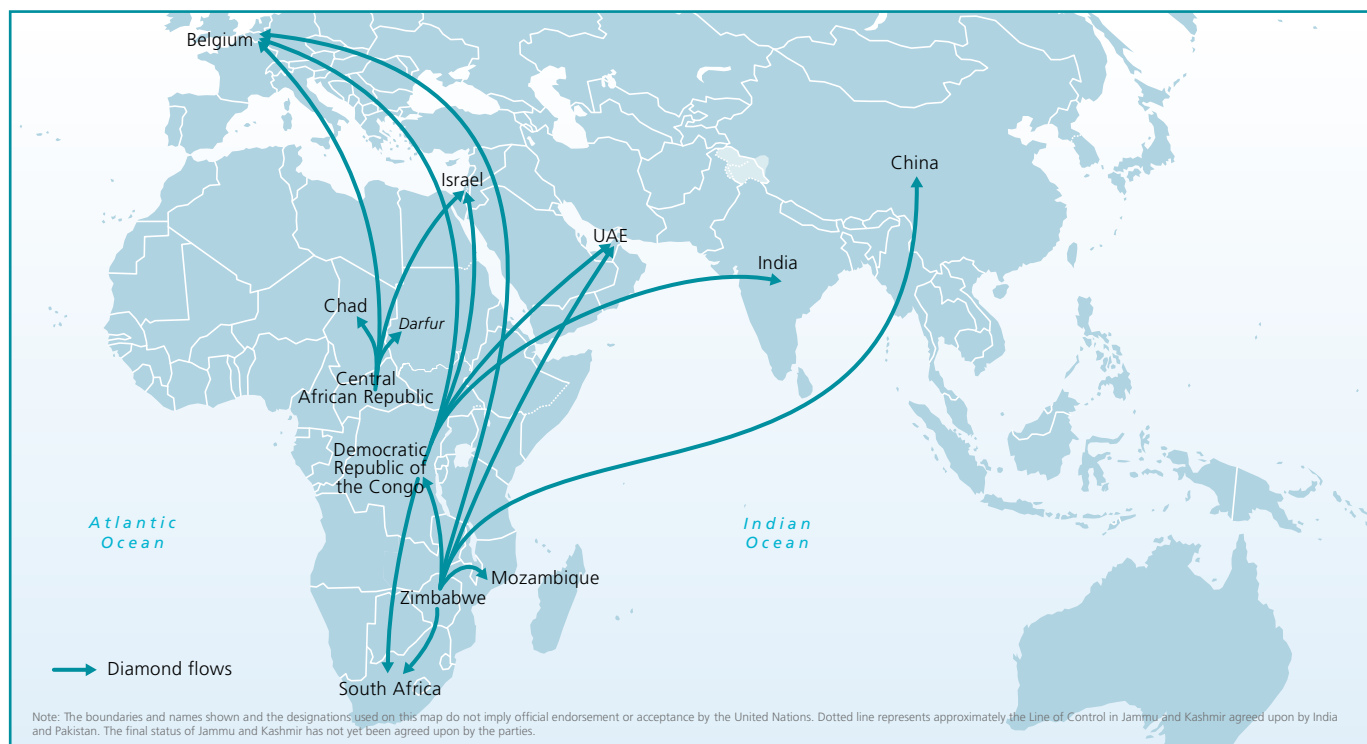 Belgium
China
Israel
UAE
India
Chad
Darfur
Central
African Republic
Democratic
Republic of
the Congo
Atlantic
Ocean
Indian
Ocean
Mozambique
Zimbabwe
Diamond flows
South Africa
Note: The boundaries and names shown and the designations used on this map do not imply official endorsement or acceptance by the United Nations. Dotted line represents approximately the Line of Control in Jammu and Kashmir agreed upon by India
and Pakistan. The final status of Jammu and Kashmir has not yet been agreed upon by the parties.